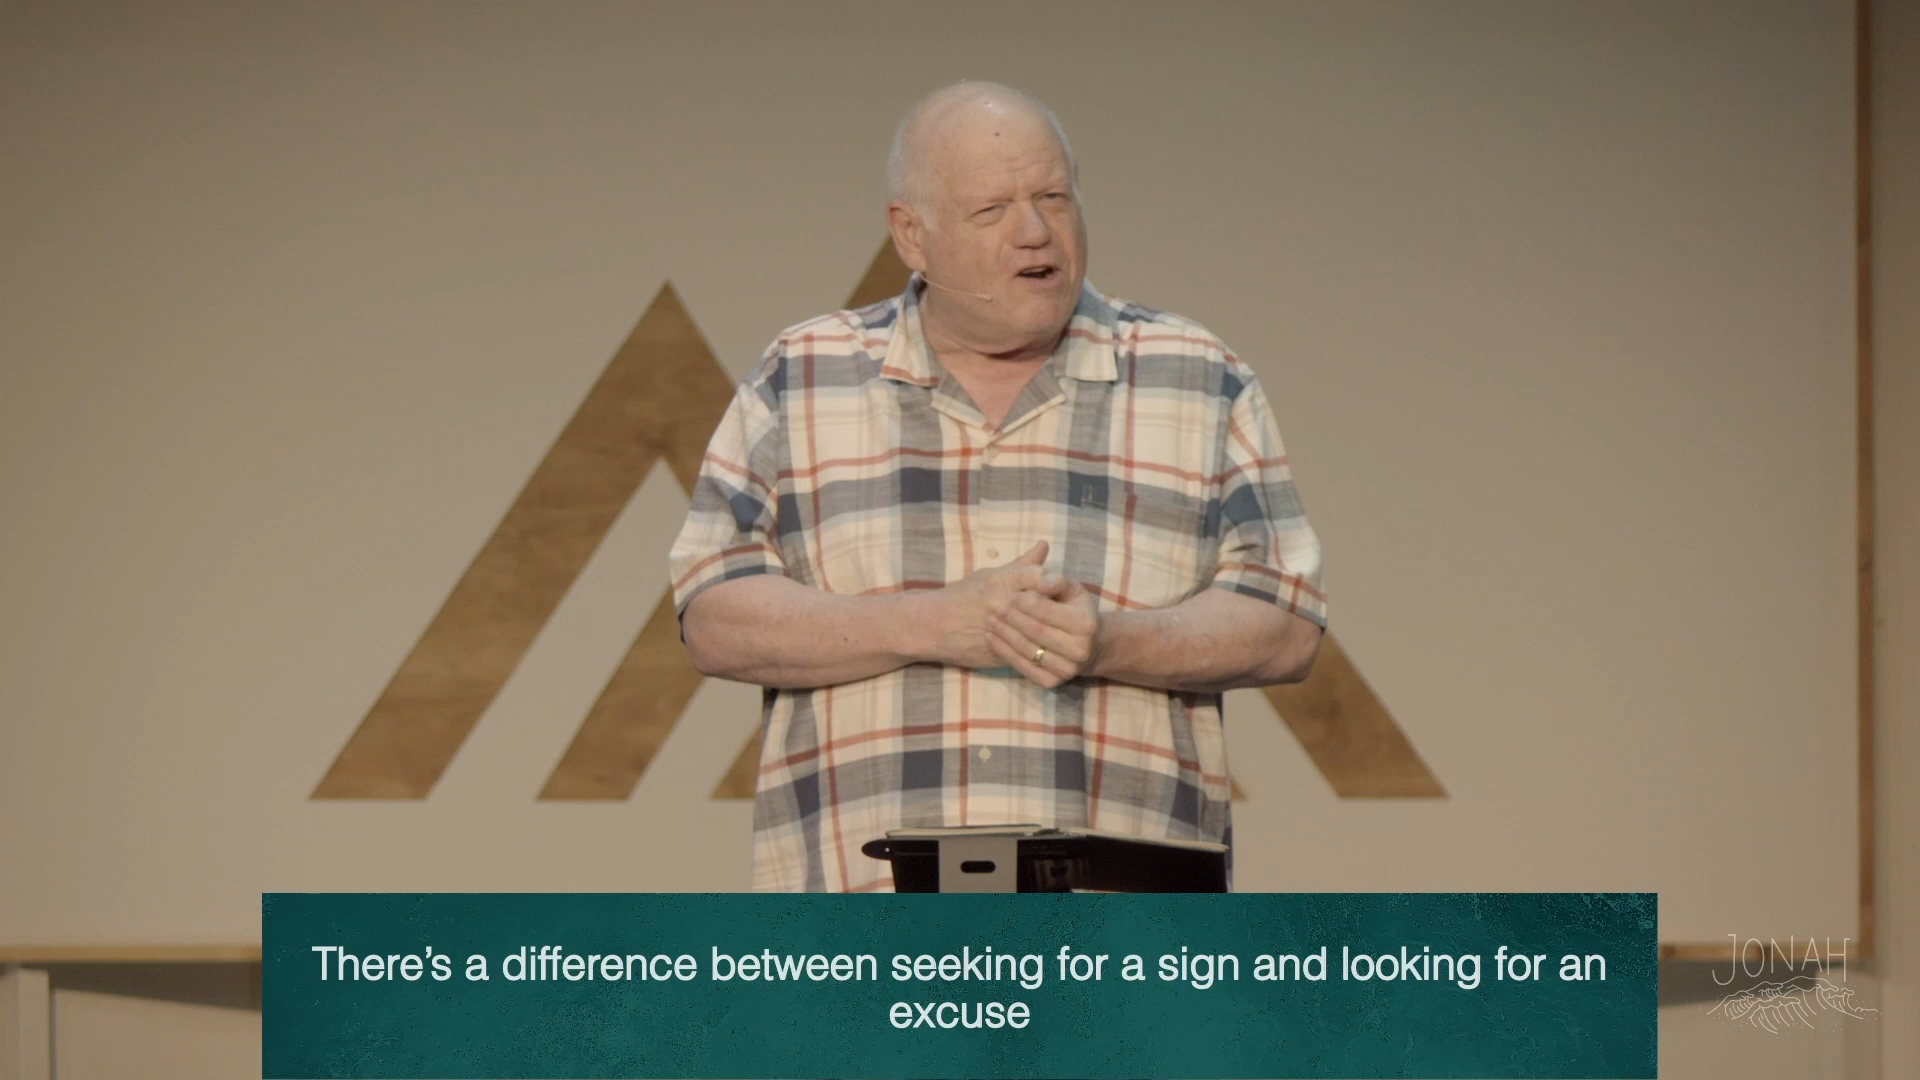 There’s a difference between seeking for a sign and looking for an
excuse
JONAH